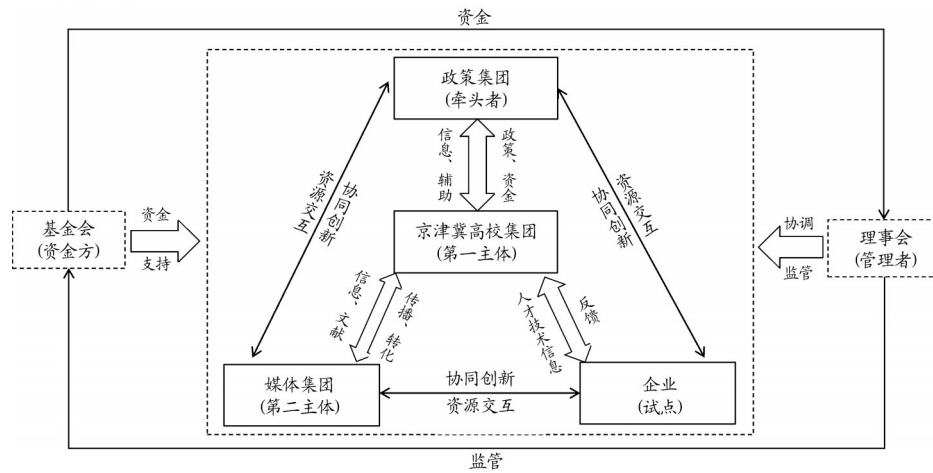 资金
政策集团
(牵头者)
信息、辅助
政策、资金
资源交互
协同创新
协同创新
资源交互
基金会
(资金方)
资金
支持
京津冀高校集团
(第一主体)
协调
监管
理事会
(管理者)
信息、文献
传播、转化
人才技术信息
反馈
媒体集团
(第二主体)
协同创新
资源交互
企业
(试点)
监管